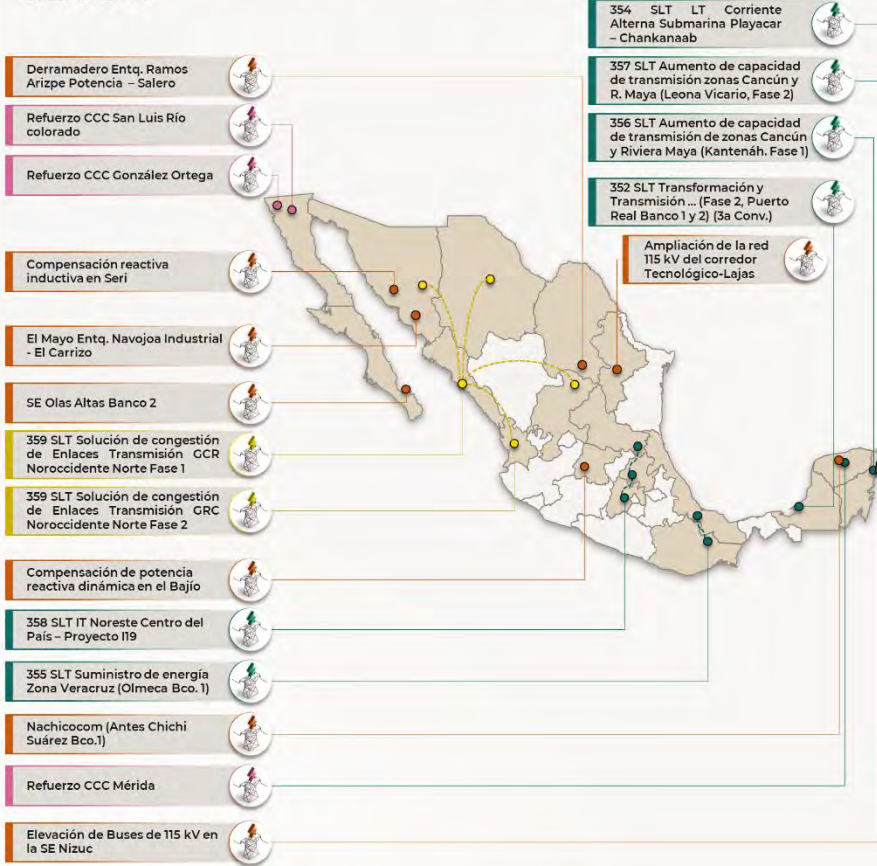 Derramadero Entq. Ramos
Arizpe Potencia – Salero
Refuerzo CCC San Luis Río
colorado
Refuerzo CCC González Ortega
Compensación reactiva
inductiva en Seri
El Mayo Entq. Navojoa Industrial
- El Carrizo
SE Olas Altas Banco 2
359 SLT Solución de congestión
de Enlaces Transmisión GCR
Noroccidente Norte Fase 1
359 SLT Solución de congestión
de Enlaces Transmisión GRC
Noroccidente Norte Fase 2
Compensación de potencia
reactiva dinámica en el Bajío
358 SLT IT Noreste Centro del
País – Proyecto I19
355 SLT Suministro de energía
Zona Veracruz (Olmeca Bco. 1)
Nachicocom (Antes Chichi
Suárez Bco.1)
Refuerzo CCC Mérida
Elevación de Buses de 115 kV en
la SE Nizuc
354 SLT LT Corriente
Alterna Submarina Playacar
– Chankanaab
357 SLT Aumento de capacidad
de transmisión zonas Cancún y
R. Maya (Leona Vicario, Fase 2)
356 SLT Aumento de capacidad
de transmisión de zonas Cancún
y Riviera Maya (Kantenáh. Fase 1)
352 SLT Transformación y
Transmisión ... (Fase 2, Puerto
Real Banco 1 y 2) (3a Conv.)
Ampliación de la red
115 kV del corredor
Tecnológico-Lajas